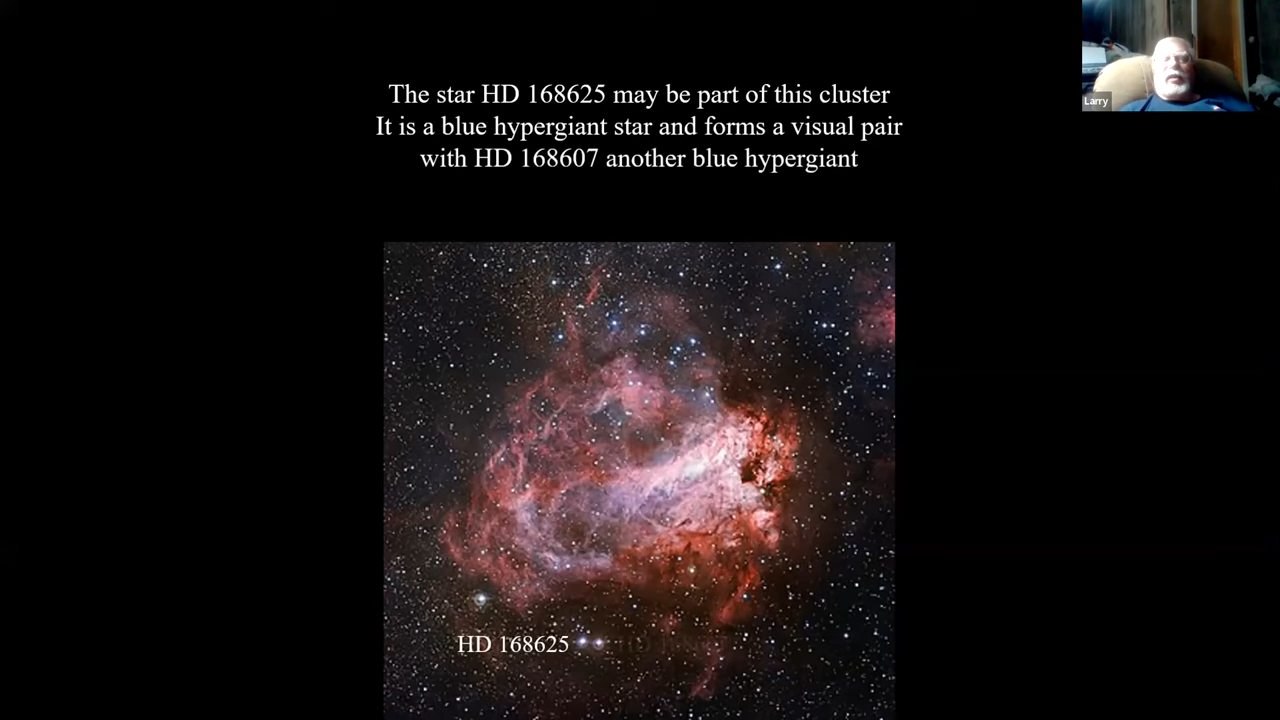 The star HD 168625 may be part of this cluster
It is a blue hypergiant star and forms a visual pair
with HD 168607 another blue hypergiant
Larry
HD 168625
HD